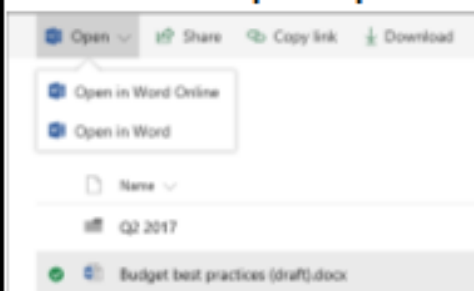 Open Share Copy link Download
Open in Word Online
Open in Word
Name
Q2 2017
Budget best practices (draft).docx